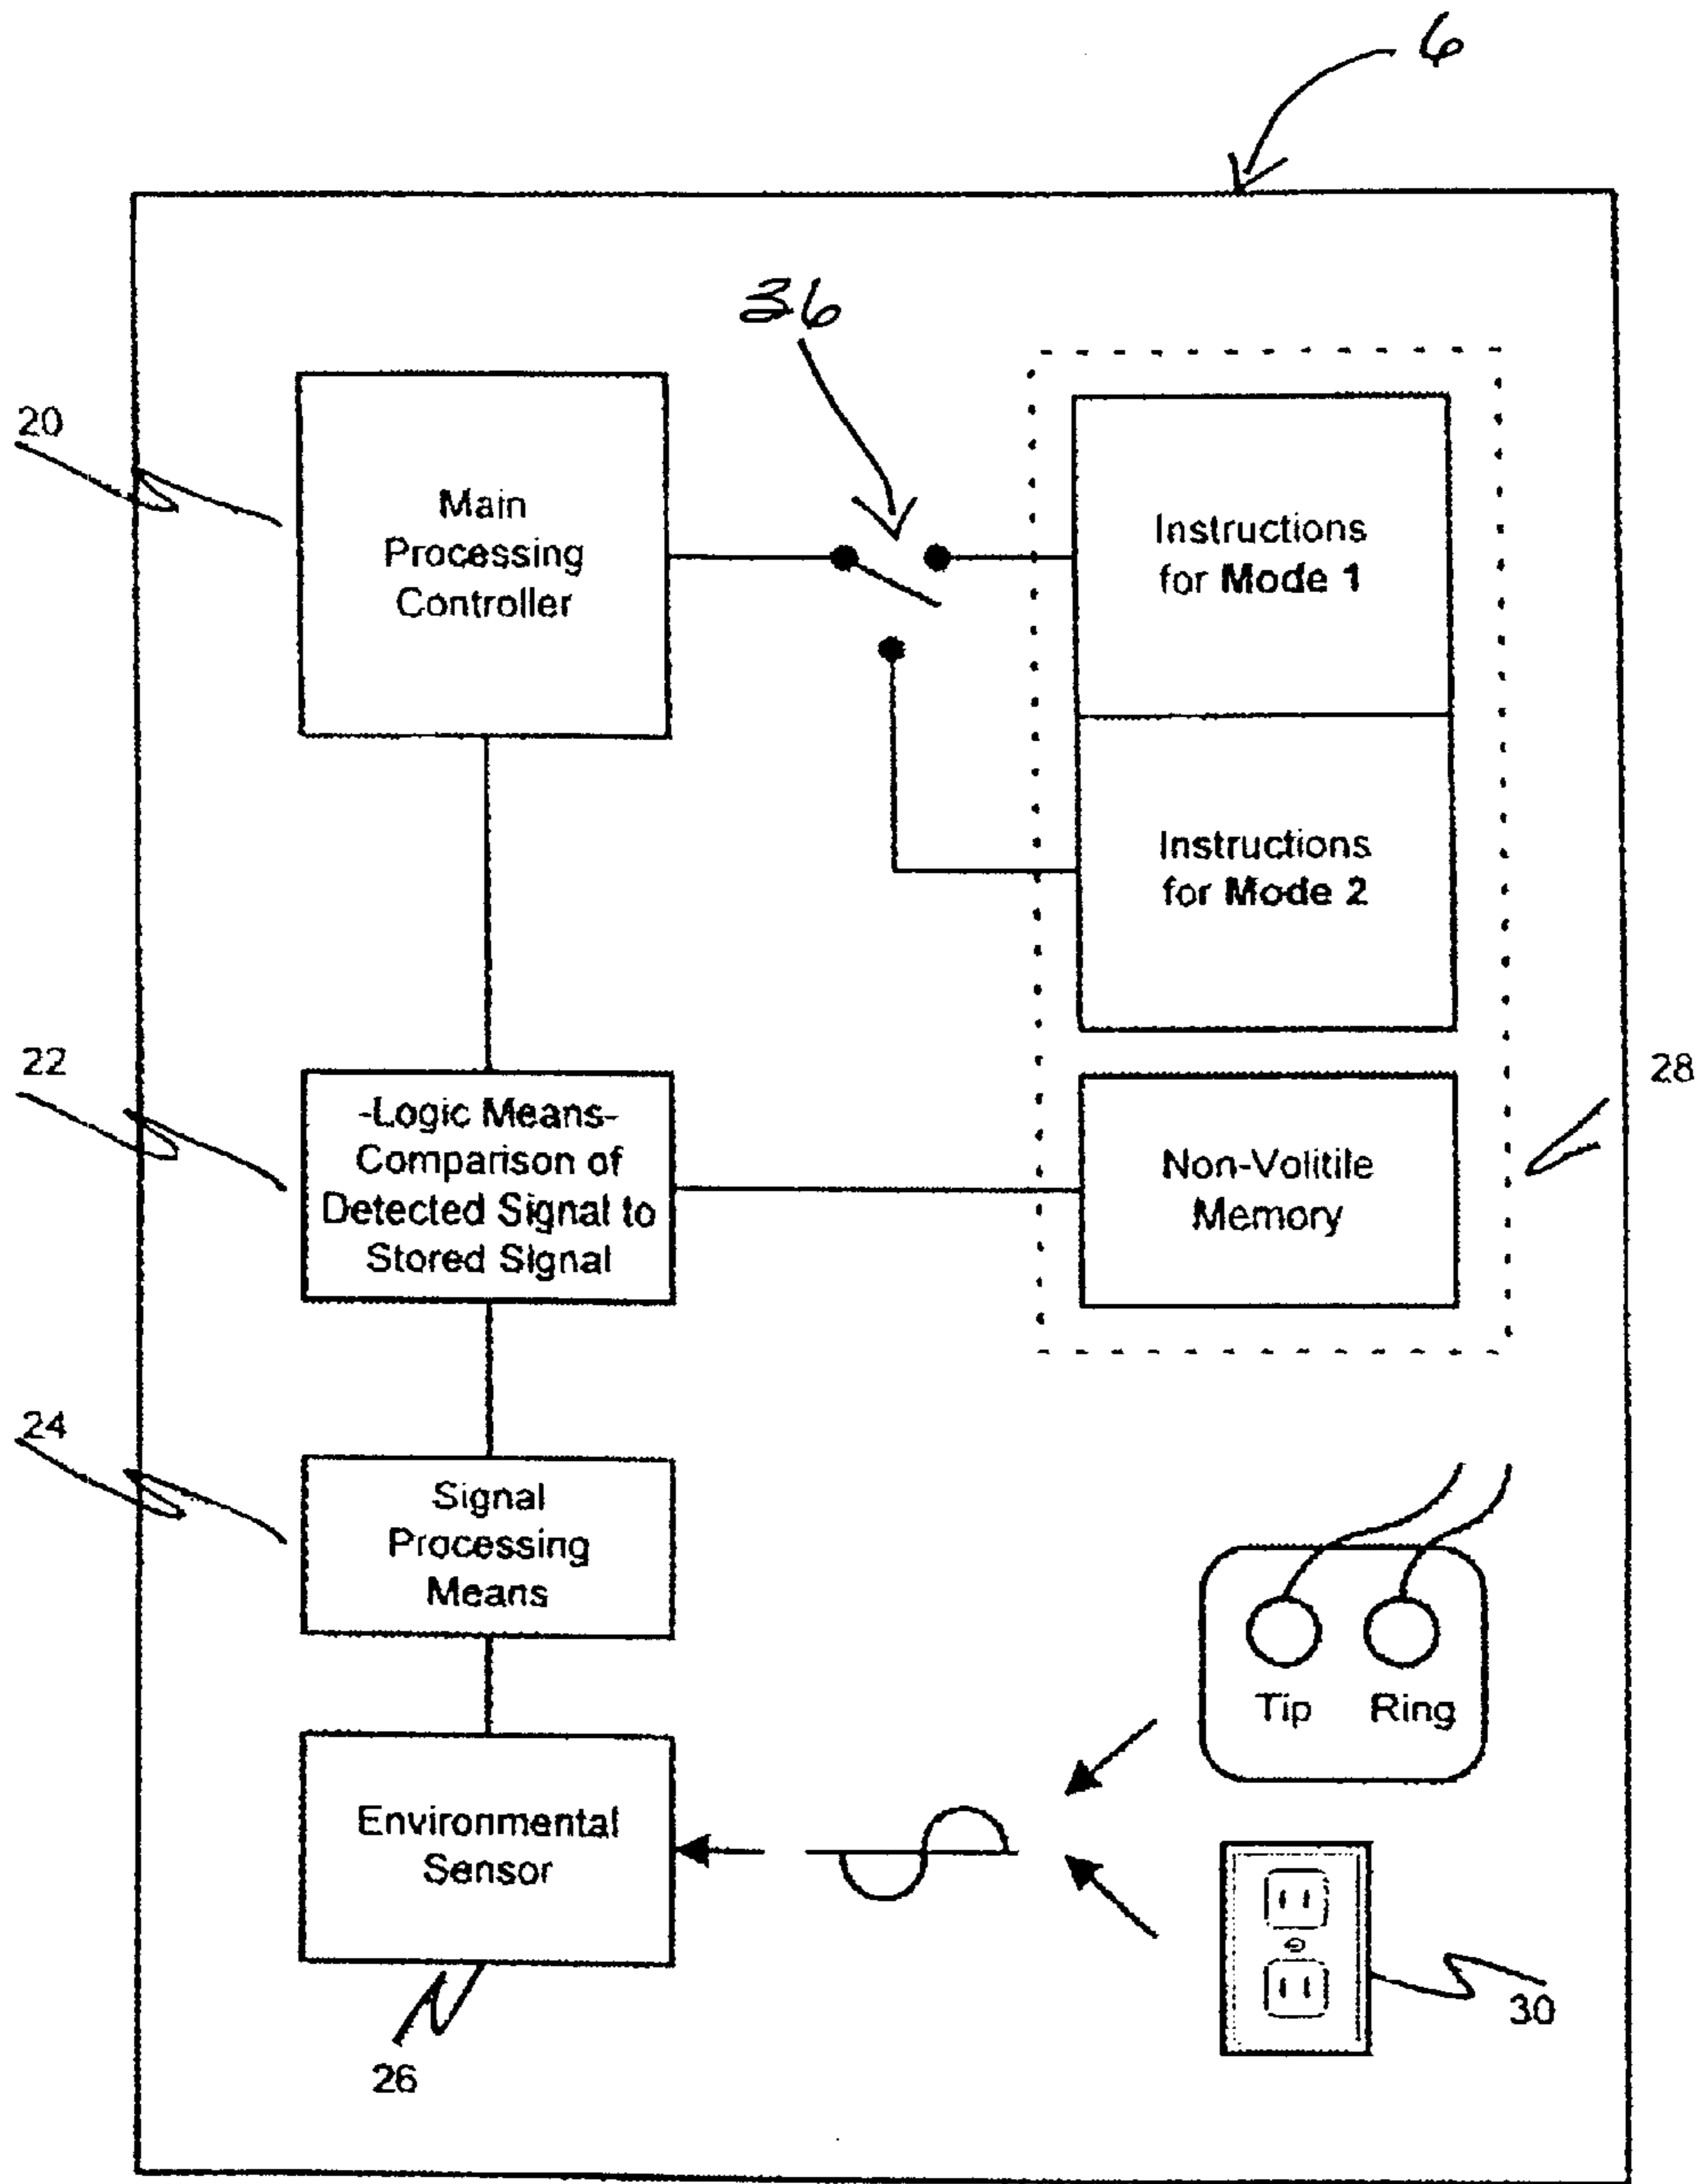 6
36
20
Main
Processing
Controller
Instructions
for Mode 1
Instructions
for Mode 2
22
-Logic Means-
Comparison of
Detected Signal to
Stored Signal
Non-Volitile
Memory
28
24
Signal
Processing
Means
Tip Ring
Environmental
Sensor
26
30